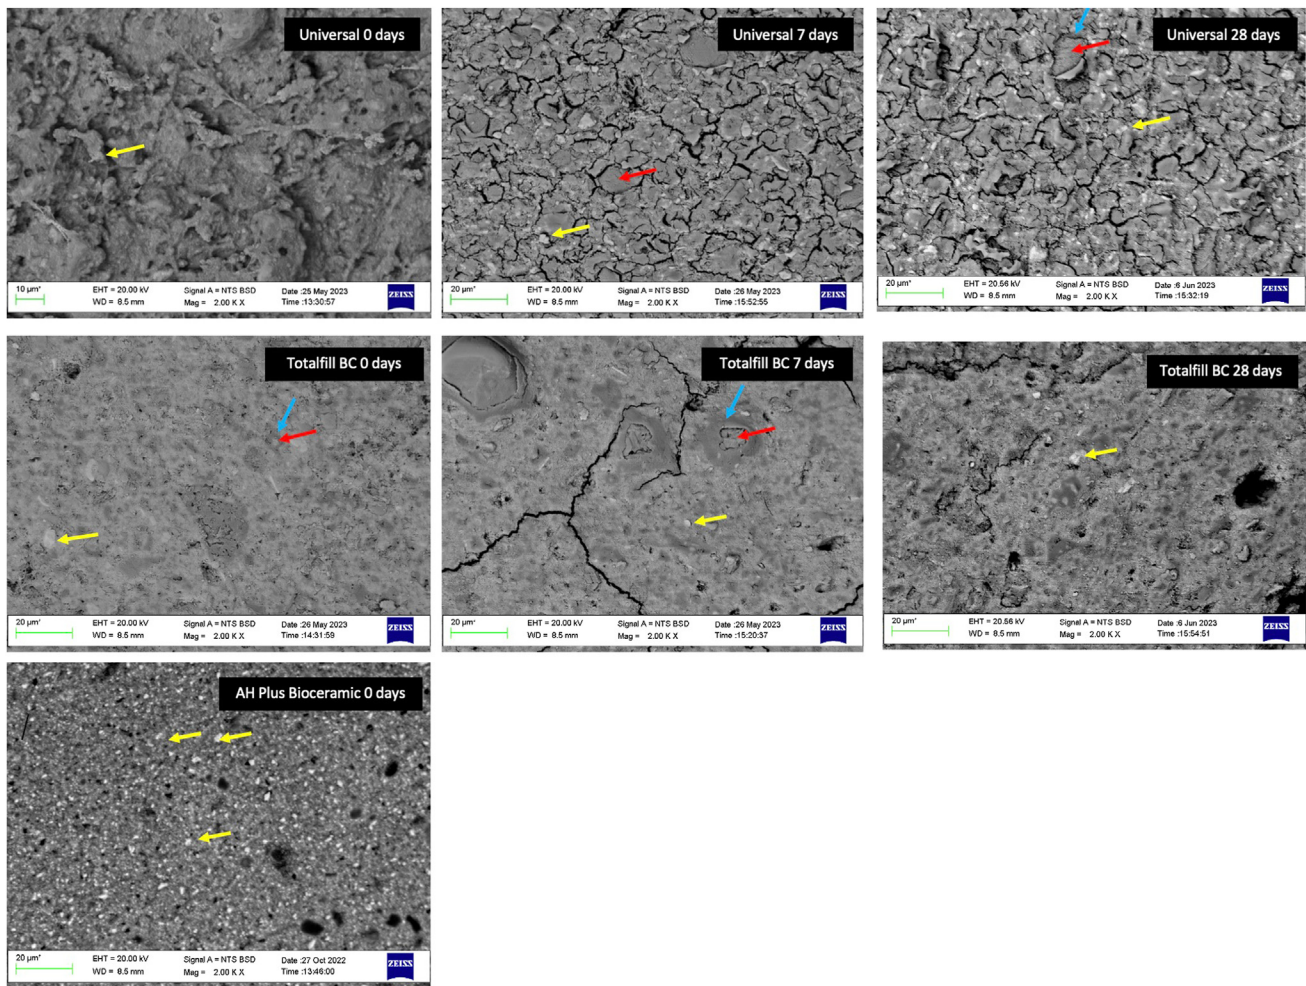 Universal 0 days
10 µm*
EHT = 20.00 kV Signal A = NTS BSD Date :25 May 2023
WD = 8.5 mm Mag = 2.00 K X Time :13:30:57
ZEISS
Universal 7 days
20 µm*
EHT = 20.00 kV Signal A = NTS BSD Date :26 May 2023
WD = 8.5 mm Mag = 2.00 K X Time :15:52:55
ZEISS
Universal 28 days
20 µm*
EHT = 20.56 kV Signal A = NTS BSD Date :6 Jun 2023
WD = 8.5 mm Mag = 2.00 K X Time :15:32:19
ZEISS
Totalfill BC 0 days
20 µm*
EHT = 20.00 kV Signal A = NTS BSD Date :26 May 2023
WD = 8.5 mm Mag = 2.00 K X Time :14:31:59
ZEISS
Totalfill BC 7 days
20 µm*
EHT = 20.00 kV Signal A = NTS BSD Date :26 May 2023
WD = 8.5 mm Mag = 2.00 K X Time :15:20:37
ZEISS
Totalfill BC 28 days
20 µm*
EHT = 20.56 kV Signal A = NTS BSD Date :6 Jun 2023
WD = 8.5 mm Mag = 2.00 K X Time :15:54:51
ZEISS
AH Plus Bioceramic 0 days
20 µm*
EHT = 20.00 kV Signal A = NTS BSD Date :27 Oct 2022
WD = 8.5 mm Mag = 2.00 K X Time :13:46:00
ZEISS